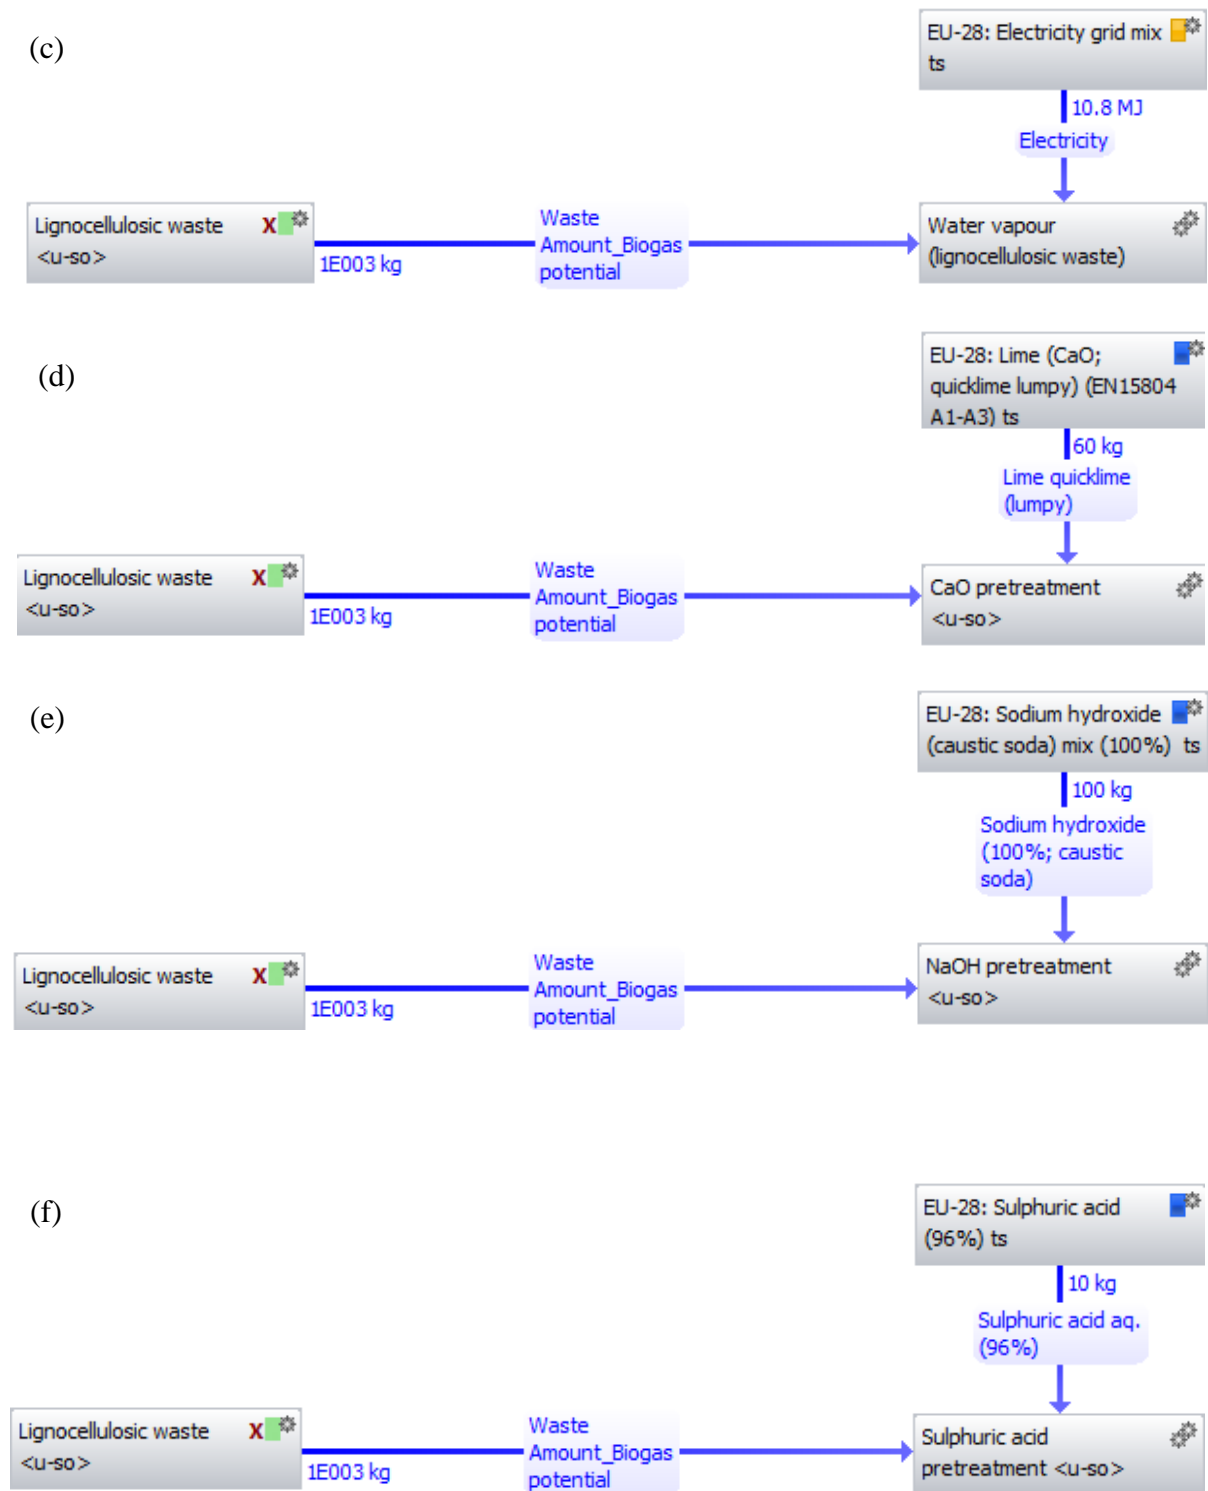 (c)
EU-28: Electricity grid mix
ts
10.8 MJ
Electricity
Lignocellulosic waste X
<u-so>
1E003 kg
Waste
Amount_Biogas
potential
Water vapour
(lignocellulosic waste)
(d)
EU-28: Lime (CaO;
quicklime lumpy) (EN15804
A1-A3) ts
60 kg
Lime quicklime
(lumpy)
Lignocellulosic waste X
<u-so>
1E003 kg
Waste
Amount_Biogas
potential
CaO pretreatment
<u-so>
(e)
EU-28: Sodium hydroxide
(caustic soda) mix (100%) ts
100 kg
Sodium hydroxide
(100%; caustic
soda)
Lignocellulosic waste X
<u-so>
1E003 kg
Waste
Amount_Biogas
potential
NaOH pretreatment
<u-so>
(f)
EU-28: Sulphuric acid
(96%) ts
10 kg
Sulphuric acid aq.
(96%)
Lignocellulosic waste X
<u-so>
1E003 kg
Waste
Amount_Biogas
potential
Sulphuric acid
pretreatment <u-so>